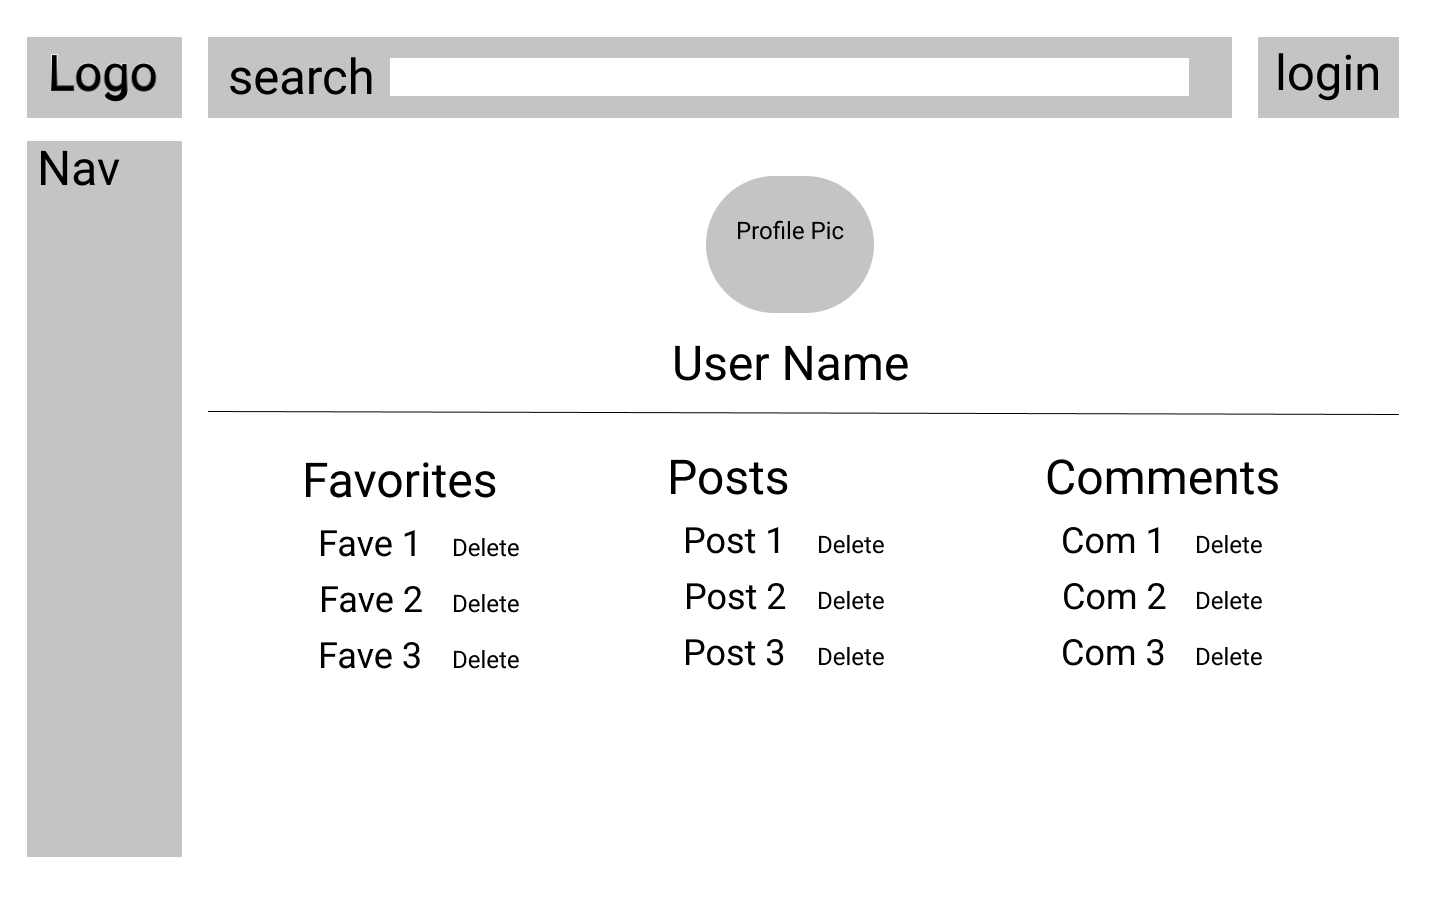 Logo
search
login
Nav
Profile Pic
User Name
Favorites
Fave 1 Delete
Fave 2 Delete
Fave 3 Delete
Posts
Post 1 Delete
Post 2 Delete
Post 3 Delete
Comments
Com 1 Delete
Com 2 Delete
Com 3 Delete